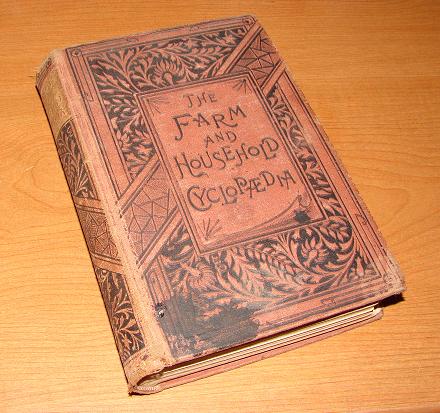 THE
FARM
AND
HOUSEHOLD
CYCLOPÆDIA